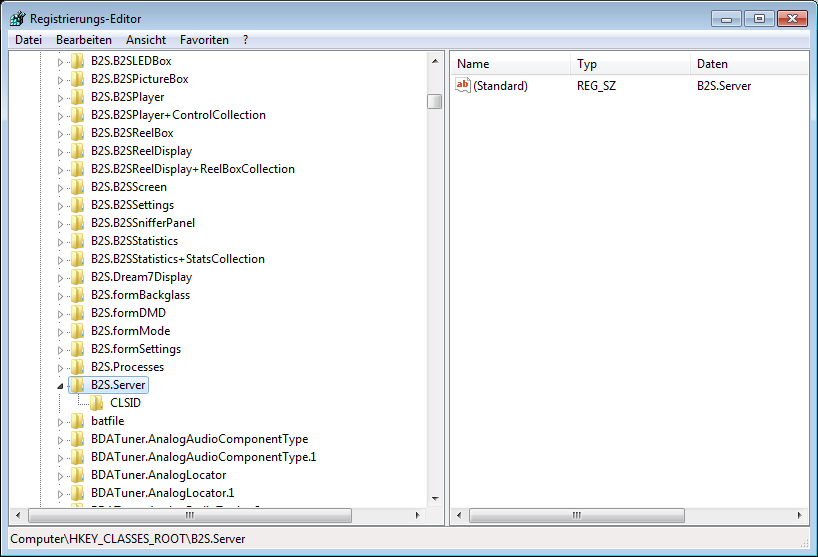 Registrierungs-Editor
Datei Bearbeiten Ansicht Favoriten ?
B2S.B2SLEDBox
B2S.B2SPictureBox
B2S.B2SPlayer
B2S.B2SPlayer+ControlCollection
B2S.B2SReelBox
B2S.B2SReelDisplay
B2S.B2SReelDisplay+ReelBoxCollection
B2S.B2SScreen
B2S.B2SSettings
B2S.B2SSnifferPanel
B2S.B2SStatistics
B2S.B2SStatistics+StatsCollection
B2S.Dream7Display
B2S.formBackglass
B2S.formDMD
B2S.formMode
B2S.formSettings
B2S.Processes
B2S.Server
CLSID
batfile
BDATuner.AnalogAudioComponentType
BDATuner.AnalogAudioComponentType.1
BDATuner.AnalogLocator
BDATuner.AnalogLocator.1
Name Typ Daten
ab (Standard) REG_SZ B2S.Server
Computer\HKEY_CLASSES_ROOT\B2S.Server